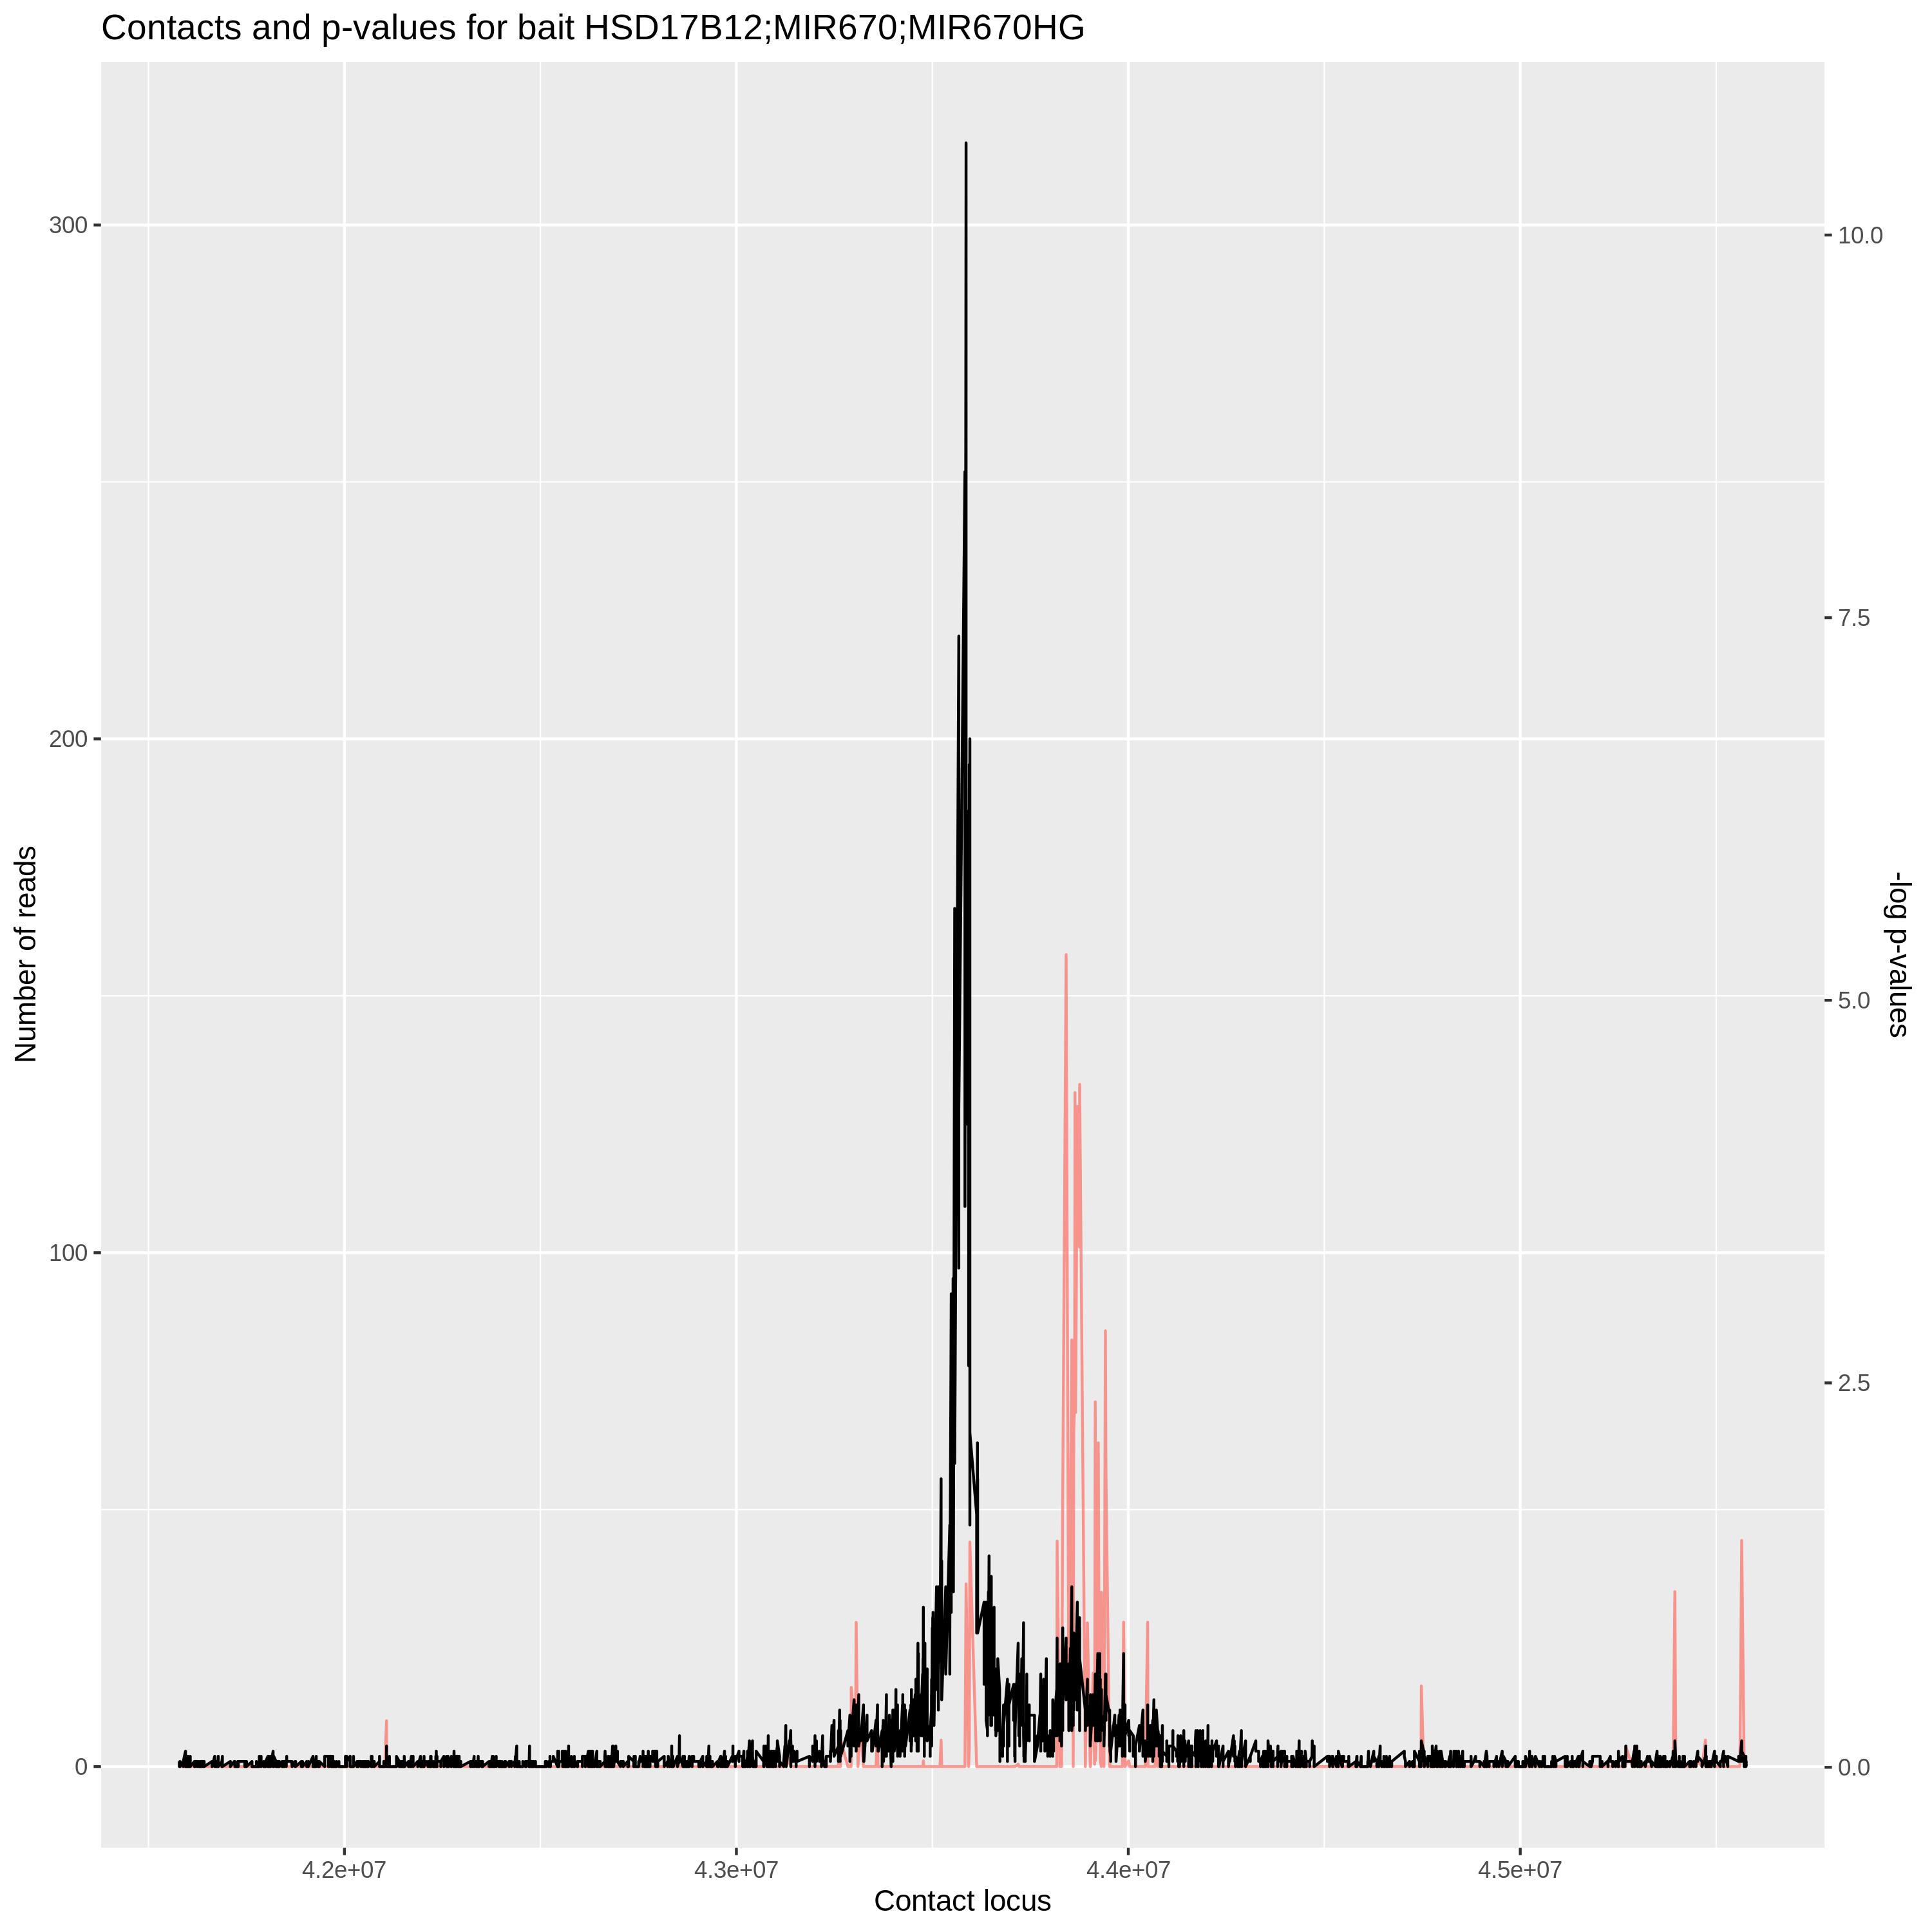 Contacts and p-values for bait HSD17B12;MIR670;MIR670HG
300
200
100
0
Number of reads
10.0
7.5
5.0
2.5
0.0
-log p-values
4.2e+07
4.3e+07
4.4e+07
4.5e+07
Contact locus